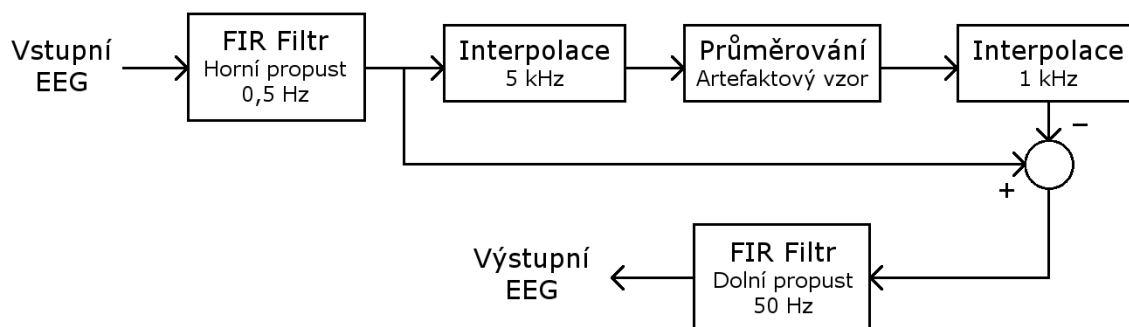 Vstupní
EEG
FIR Filtr
Horní propust
0,5 Hz
Interpolace
5 kHz
Průměrování
Artefaktový vzor
Interpolace
1 kHz
−
+
Výstupní
EEG
FIR Filtr
Dolní propust
50 Hz